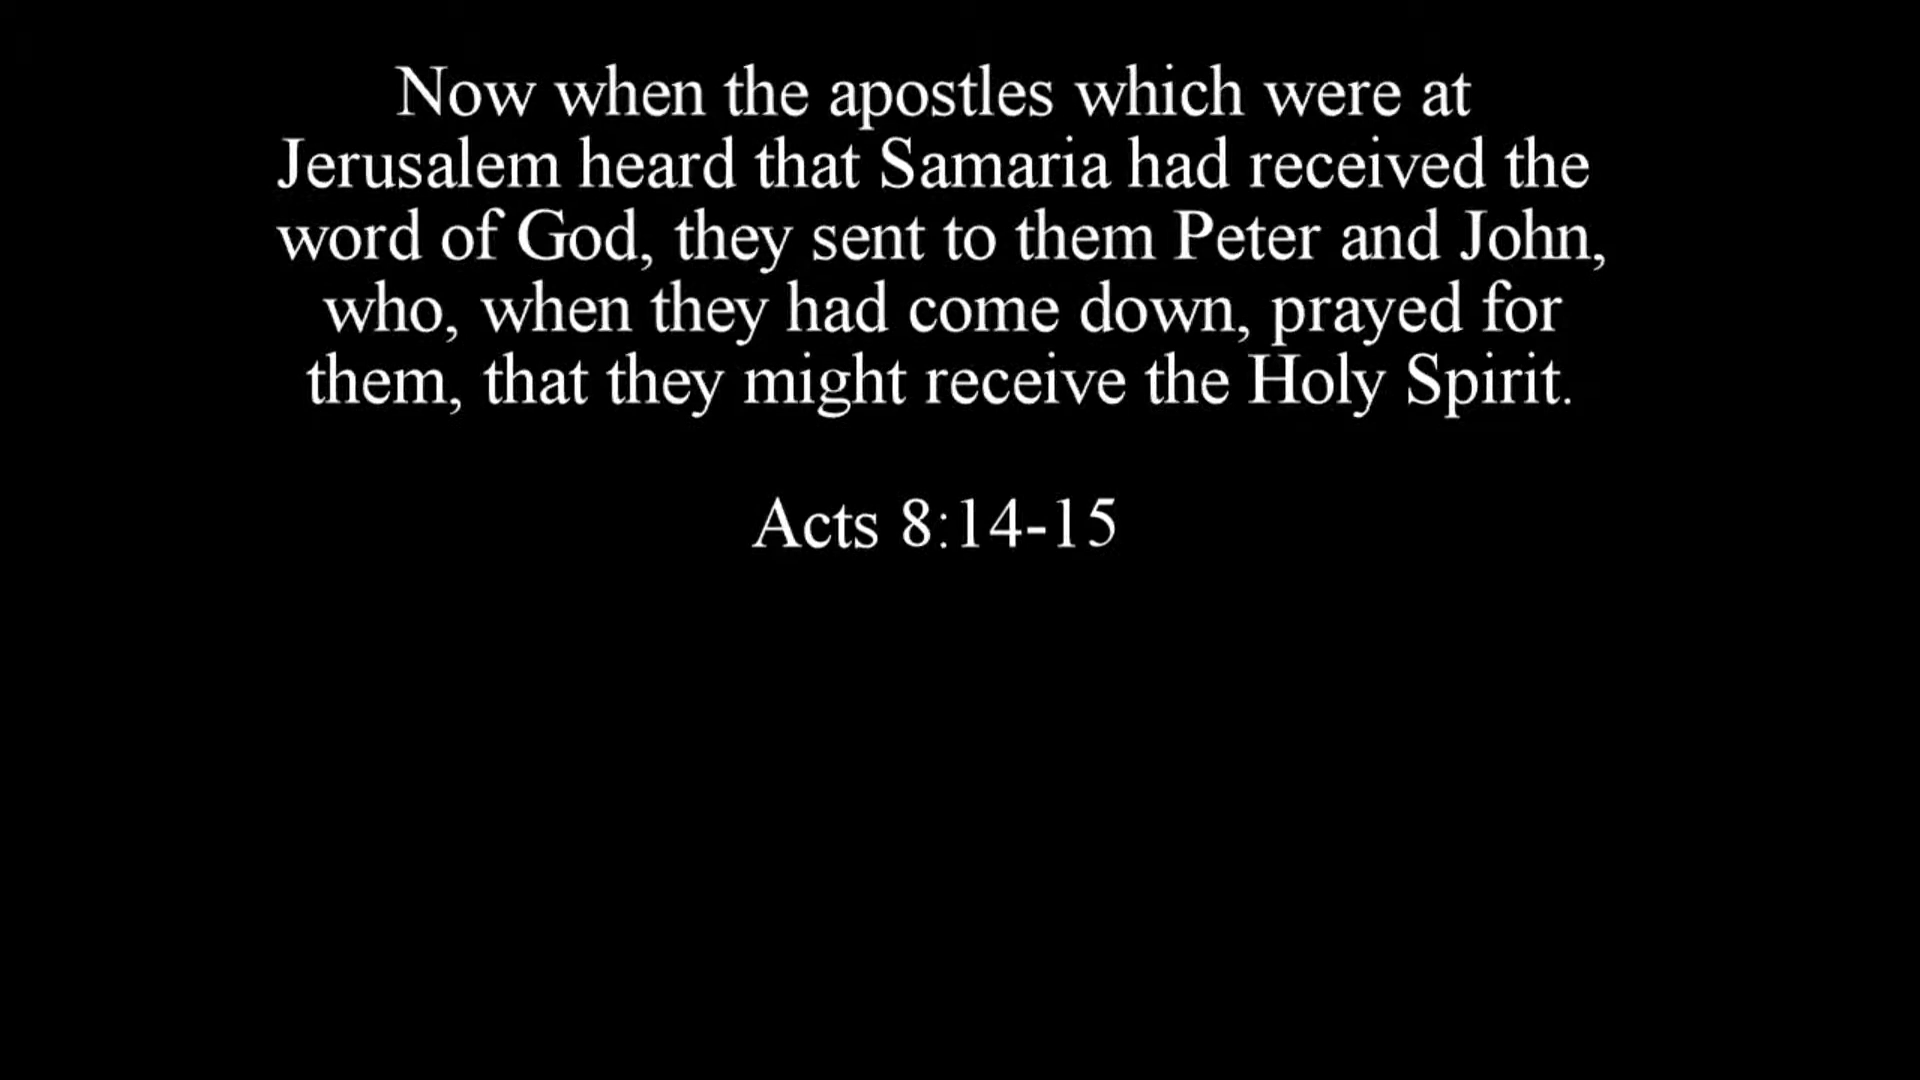 Now when the apostles which were at
Jerusalem heard that Samaria had received the
word of God, they sent to them Peter and John,
who, when they had come down, prayed for
them, that they might receive the Holy Spirit.
Acts 8:14-15